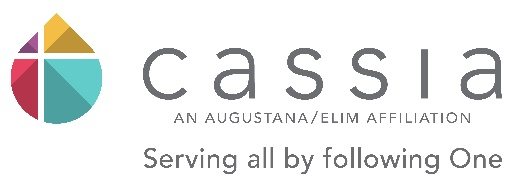 cassia
AN AUGUSTANA/ELIM AFFILIATION
Serving all by following One